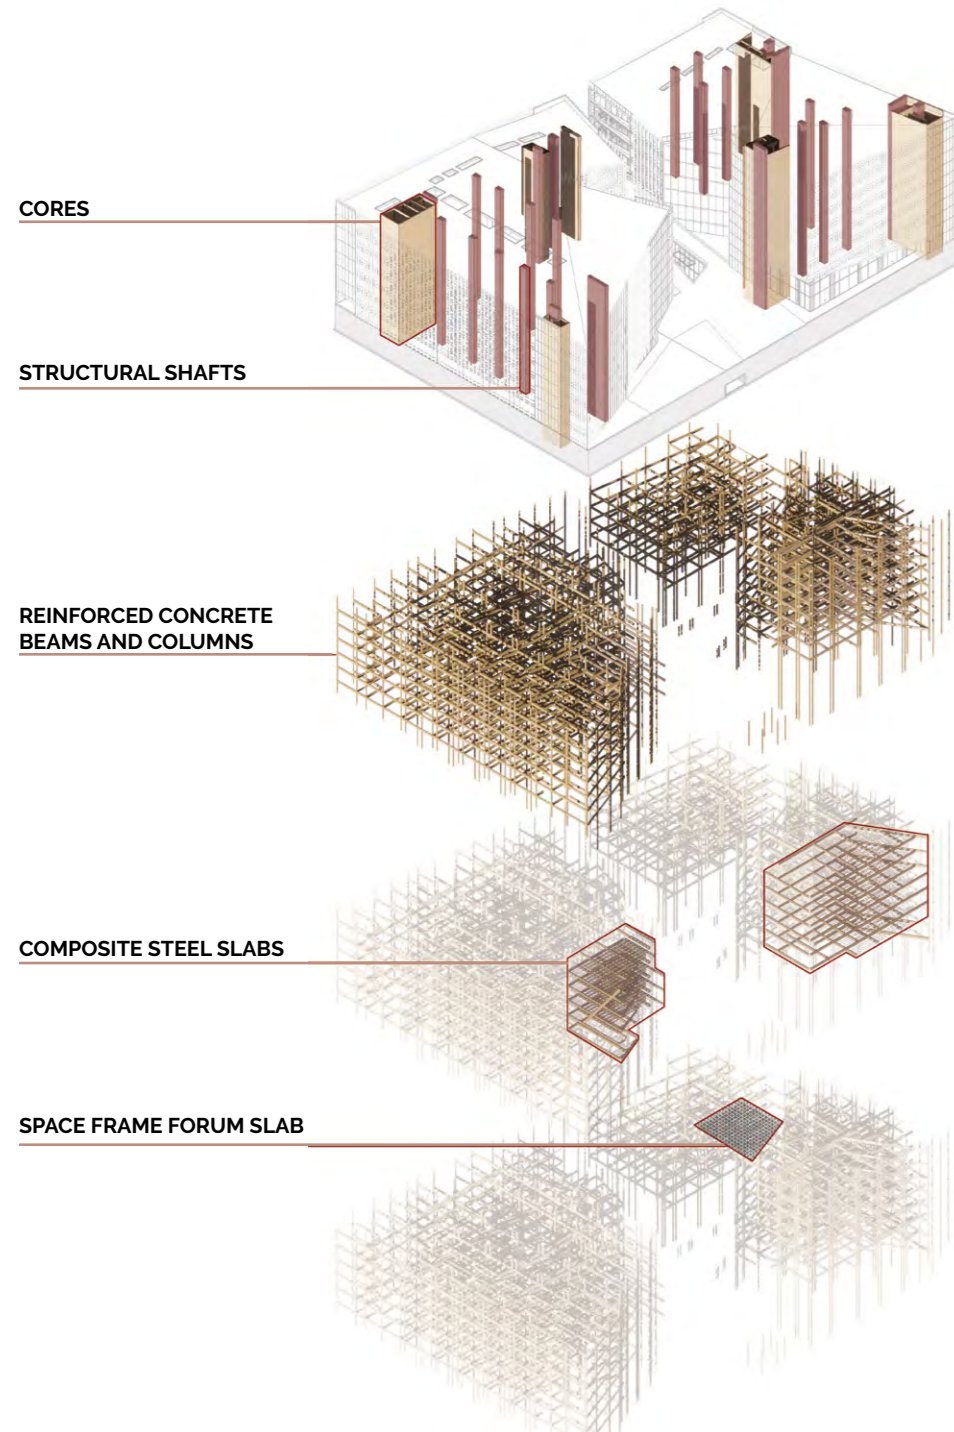 CORES
STRUCTURAL SHAFTS
REINFORCED CONCRETE
BEAMS AND COLUMNS
COMPOSITE STEEL SLABS
SPACE FRAME FORUM SLAB